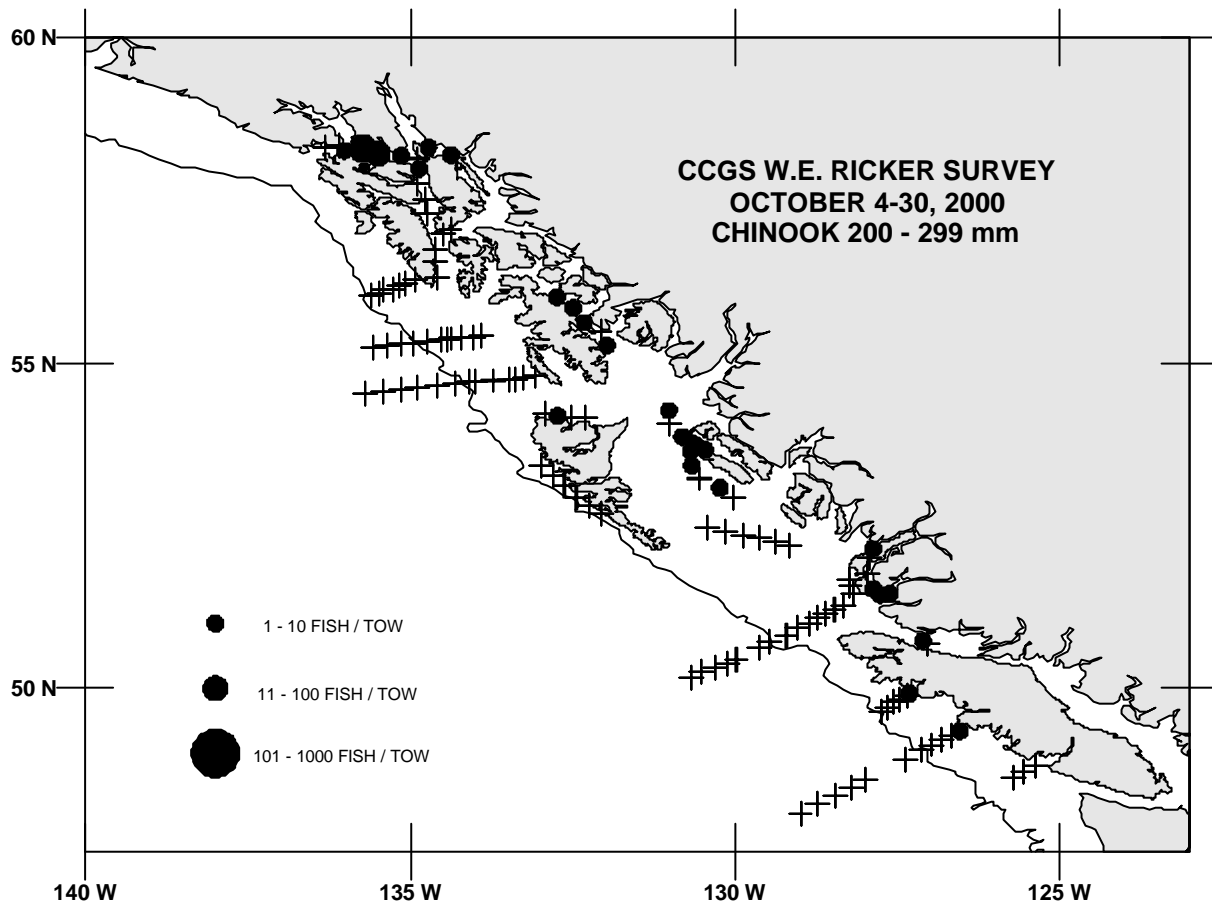 60 N
CCGS W.E. RICKER SURVEY
OCTOBER 4-30, 2000
CHINOOK 200 - 299 mm
55 N
1 - 10 FISH / TOW
50 N
11 - 100 FISH / TOW
101 - 1000 FISH / TOW
140 W
135 W
130 W
125 W